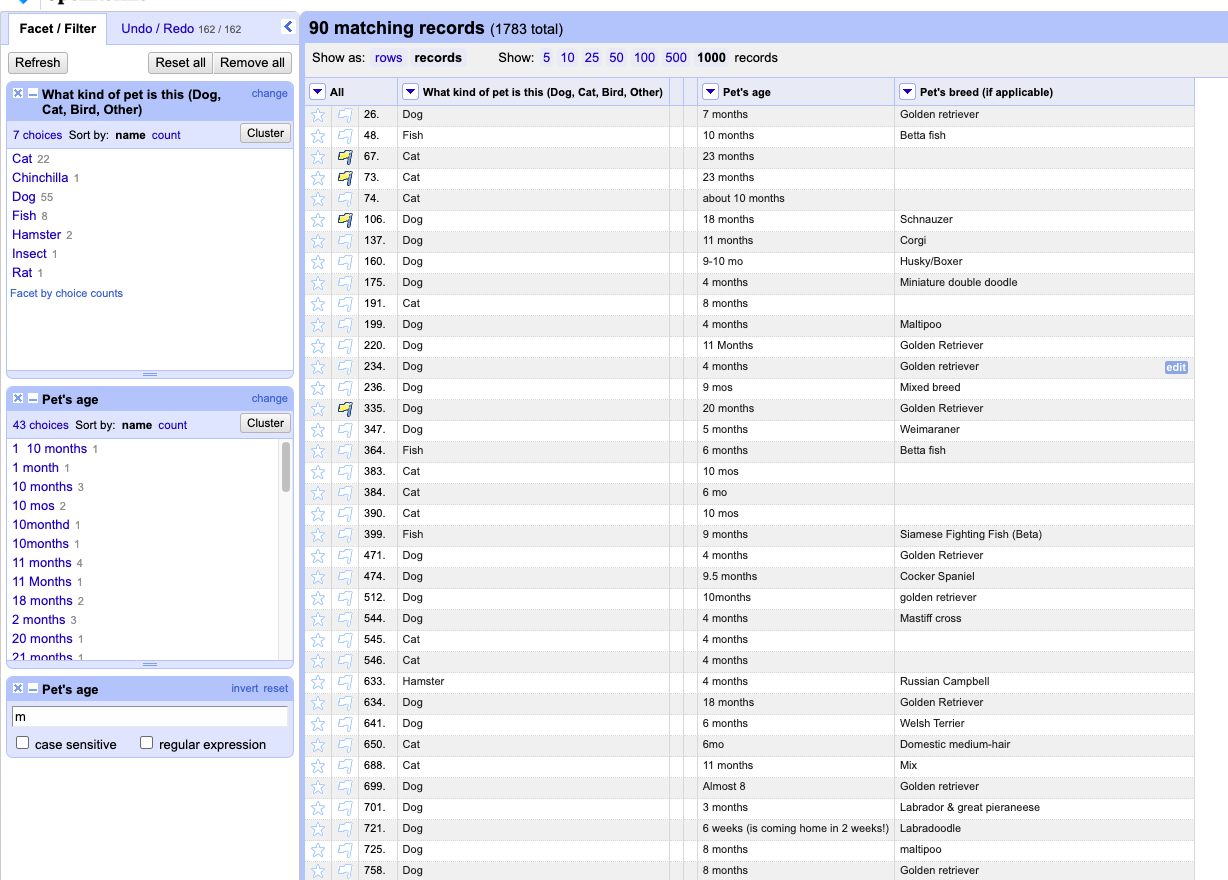 Facet / Filter Undo / Redo 162 / 162
Refresh Reset all Remove all
What kind of pet is this (Dog, Cat, Bird, Other) change
7 choices Sort by: name count Cluster
Cat 22
Chinchilla 1
Dog 55
Fish 8
Hamster 2
Insect 1
Rat 1
Facet by choice counts
Pet's age change
43 choices Sort by: name count Cluster
1 10 months 1
1 month 1
10 months 3
10 mos 2
10monthd 1
10months 1
11 months 4
11 Months 1
18 months 2
2 months 3
20 months 1
21 months 1
Pet's age invert reset
m
case sensitive regular expression
90 matching records (1783 total)
Show as: rows records Show: 5 10 25 50 100 500 1000 records
All What kind of pet is this (Dog, Cat, Bird, Other) Pet's age Pet's breed (if applicable)
26. Dog 7 months Golden retriever
48. Fish 10 months Betta fish
67. Cat 23 months
73. Cat 23 months
74. Cat about 10 months
106. Dog 18 months Schnauzer
137. Dog 11 months Corgi
160. Dog 9-10 mo Husky/Boxer
175. Dog 4 months Miniature double doodle
191. Cat 8 months
199. Dog 4 months Maltipoo
220. Dog 11 Months Golden Retriever
234. Dog 4 months Golden retriever edit
236. Dog 9 mos Mixed breed
335. Dog 20 months Golden Retriever
347. Dog 5 months Weimaraner
364. Fish 6 months Betta fish
383. Cat 10 mos
384. Cat 6 mo
390. Cat 10 mos
399. Fish 9 months Siamese Fighting Fish (Beta)
471. Dog 4 months Golden Retriever
474. Dog 9.5 months Cocker Spaniel
512. Dog 10months golden retriever
544. Dog 4 months Mastiff cross
545. Cat 4 months
546. Cat 4 months
633. Hamster 4 months Russian Campbell
634. Dog 18 months Golden Retriever
641. Dog 6 months Welsh Terrier
650. Cat 6mo Domestic medium-hair
688. Cat 11 months Mix
699. Dog Almost 8 Golden retriever
701. Dog 3 months Labrador & great pieraneese
721. Dog 6 weeks (is coming home in 2 weeks!) Labradoodle
725. Dog 8 months maltipoo
758. Dog 8 months Golden retriever